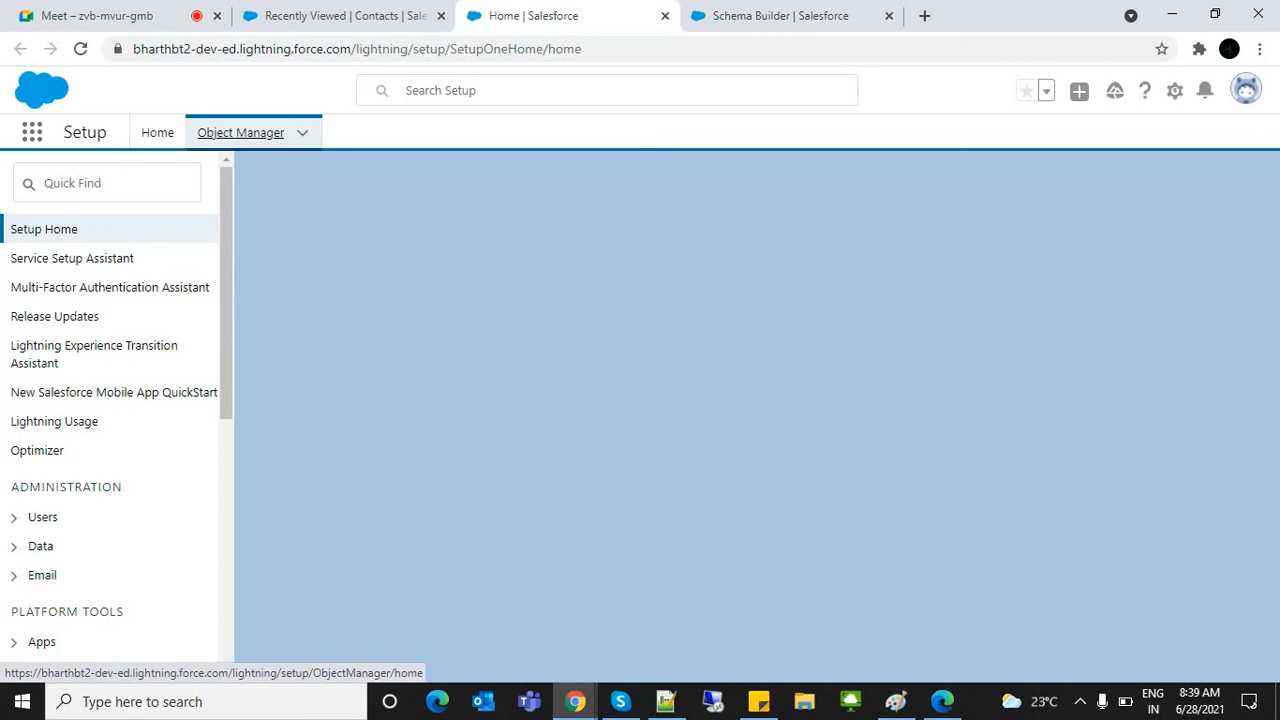 Meet – zvb-mvur-gmb
Recently Viewed | Contacts | Sale
Home | Salesforce
Schema Builder | Salesforce
bharthbt2-dev-ed.lightning.force.com/lightning/setup/SetupOneHome/home
Search Setup
Setup
Home
Object Manager
Quick Find
Setup Home
Service Setup Assistant
Multi-Factor Authentication Assistant
Release Updates
Lightning Experience Transition
Assistant
New Salesforce Mobile App QuickStart
Lightning Usage
Optimizer
ADMINISTRATION
Users
Data
Email
PLATFORM TOOLS
Apps
https://bharthbt2-dev-ed.lightning.force.com/lightning/setup/ObjectManager/home
Type here to search
23°C
ENG
IN
8:39 AM
6/28/2021